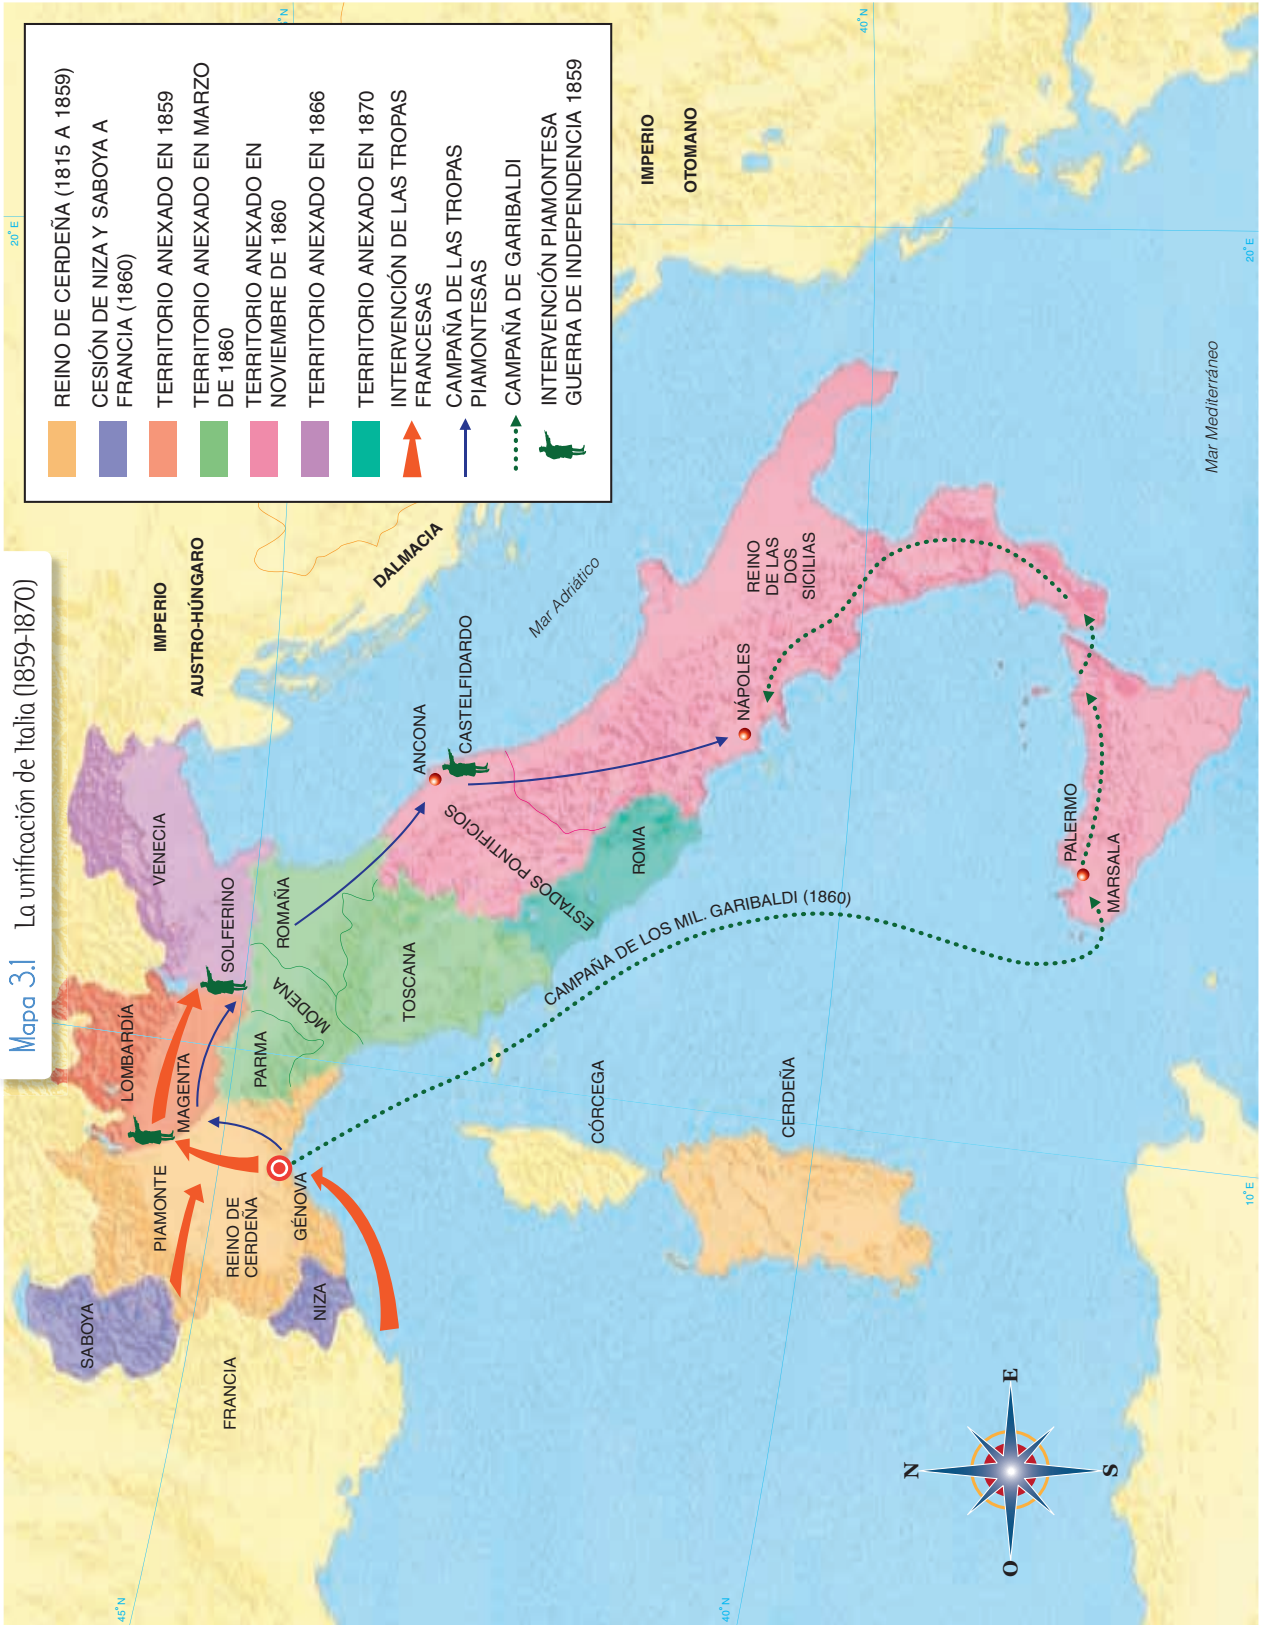 Mapa 3.1 La unificación de Italia (1859-1870)
REINO DE CERDEÑA (1815 A 1859)
CESIÓN DE NIZA Y SABOYA A
FRANCIA (1860)
TERRITORIO ANEXADO EN 1859
TERRITORIO ANEXADO EN MARZO
DE 1860
TERRITORIO ANEXADO EN
NOVIEMBRE DE 1860
TERRITORIO ANEXADO EN 1866
TERRITORIO ANEXADO EN 1870
INTERVENCIÓN DE LAS TROPAS
FRANCESAS
CAMPAÑA DE LAS TROPAS
PIAMONTESAS
CAMPAÑA DE GARIBALDI
INTERVENCIÓN PIAMONTESA
GUERRA DE INDEPENDENCIA 1859
20° E
°N
45° N
40° N
40° N
10° E
20° E
SABOYA
FRANCIA
NIZA
PIAMONTE
REINO DE
CERDEÑA
GÉNOVA
LOMBARDÍA
MAGENTA
PARMA
MÓDENA
SOLFERINO
VENECIA
ROMAÑA
TOSCANA
IMPERIO
AUSTRO-HÚNGARO
DALMACIA
Mar Adriático
ANCONA
CASTELFIDARDO
ESTADOS PONTIFICIOS
ROMA
CAMPAÑA DE LOS MIL. GARIBALDI (1860)
CÓRCEGA
CERDEÑA
NÁPOLES
REINO
DE LAS
DOS
SICILIAS
PALERMO
MARSALA
IMPERIO
OTOMANO
Mar Mediterráneo
N
O
E
S